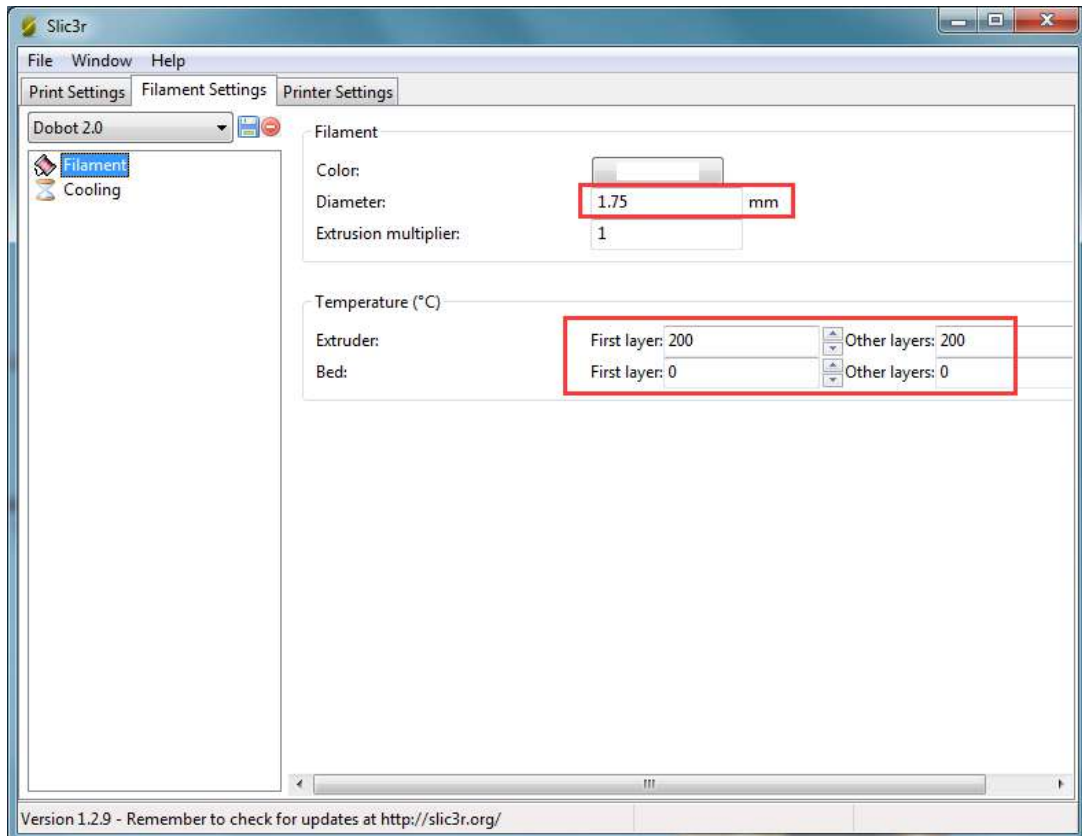 Slic3r
File Window Help
Print Settings Filament Settings Printer Settings
Dobot 2.0
Filament
Cooling
Filament
Color:
Diameter: 1.75 mm
Extrusion multiplier: 1
Temperature (°C)
Extruder: First layer: 200 Other layers: 200
Bed: First layer: 0 Other layers: 0
Version 1.2.9 - Remember to check for updates at http://slic3r.org/